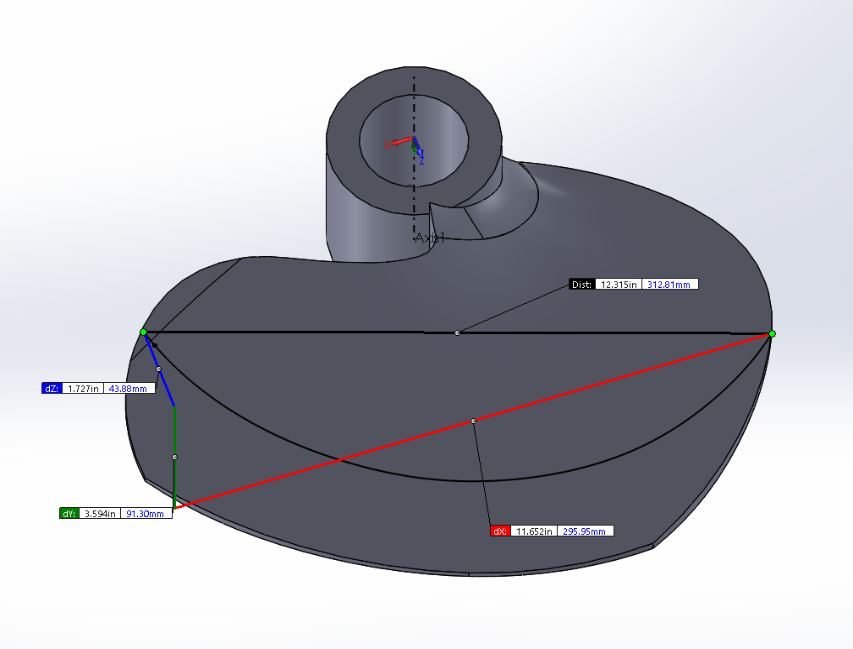 Z
Axis1
Dist: 12.315in 312.81mm
dZ: 1.727in 43.88mm
dY: 3.594in 91.30mm
dX: 11.652in 295.95mm